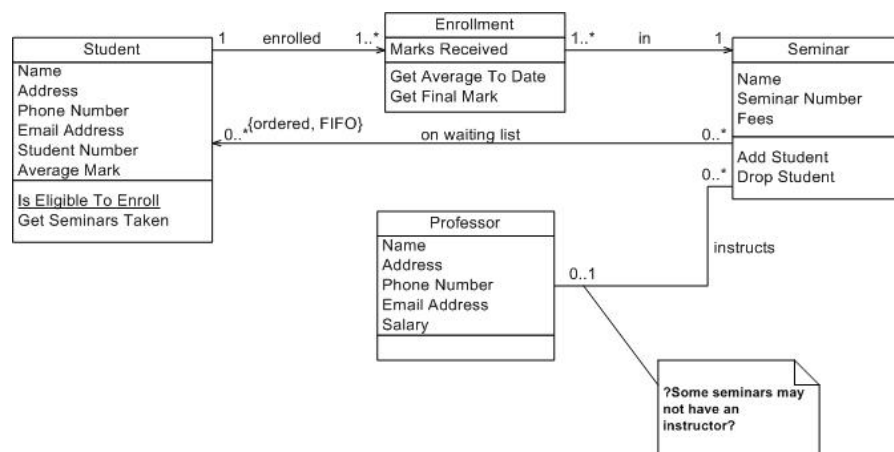 Student
Name
Address
Phone Number
Email Address
Student Number
Average Mark
Is Eligible To Enroll
Get Seminars Taken
1 enrolled 1..*
Enrollment
Marks Received
Get Average To Date
Get Final Mark
1..* in 1
Seminar
Name
Seminar Number
Fees
Add Student
Drop Student
{ordered, FIFO}
0..* on waiting list 0..*
0..*
instructs
0..1
Professor
Name
Address
Phone Number
Email Address
Salary
?Some seminars may
not have an
instructor?